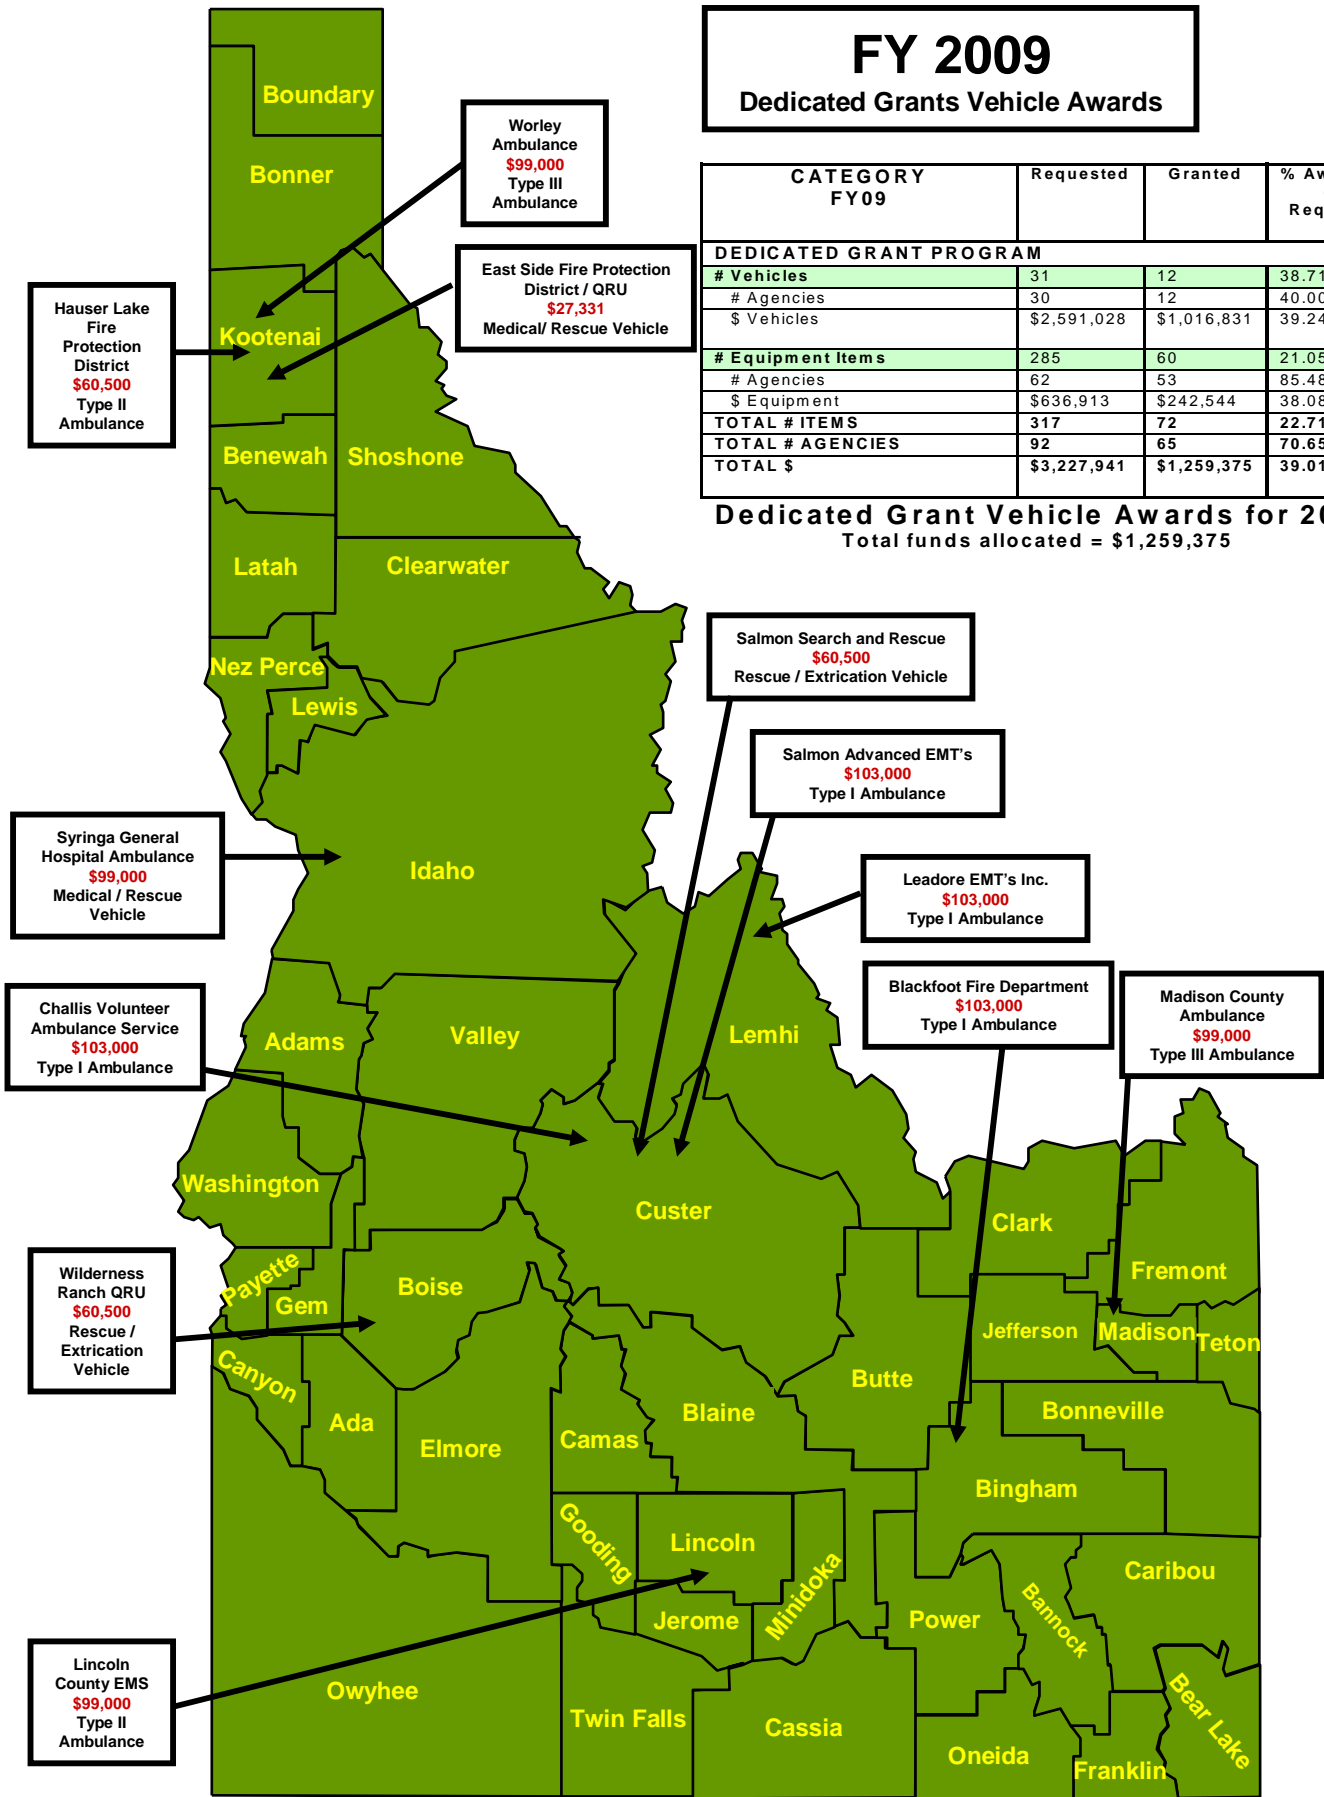 FY 2009
Dedicated Grants Vehicle Awards
CATEGORY FY09 Requested Granted % Aw Req
DEDICATED GRANT PROGRAM
# Vehicles 31 12 38.71
# Agencies 30 12 40.00
$ Vehicles $2,591,028 $1,016,831 39.24
# Equipment Items 285 60 21.05
# Agencies 62 53 85.48
$ Equipment $636,913 $242,544 38.08
TOTAL # ITEMS 317 72 22.71
TOTAL # AGENCIES 92 65 70.65
TOTAL $ $3,227,941 $1,259,375 39.01
Dedicated Grant Vehicle Awards for 20
Total funds allocated = $1,259,375
Worley
Ambulance
$99,000
Type III
Ambulance
East Side Fire Protection
District / QRU
$27,331
Medical/ Rescue Vehicle
Hauser Lake
Fire
Protection
District
$60,500
Type II
Ambulance
Salmon Search and Rescue
$60,500
Rescue / Extrication Vehicle
Salmon Advanced EMT's
$103,000
Type I Ambulance
Syringa General
Hospital Ambulance
$99,000
Medical / Rescue
Vehicle
Leadore EMT's Inc.
$103,000
Type I Ambulance
Blackfoot Fire Department
$103,000
Type I Ambulance
Madison County
Ambulance
$99,000
Type III Ambulance
Challis Volunteer
Ambulance Service
$103,000
Type I Ambulance
Wilderness
Ranch QRU
$60,500
Rescue /
Extrication
Vehicle
Lincoln
County EMS
$99,000
Type II
Ambulance
Boundary
Bonner
Kootenai
Benewah
Shoshone
Latah
Clearwater
Nez Perce
Lewis
Idaho
Adams
Valley
Lemhi
Washington
Custer
Clark
Fremont
Payette
Gem
Boise
Jefferson
Madison
Teton
Canyon
Ada
Elmore
Camas
Blaine
Butte
Bonneville
Bingham
Gooding
Lincoln
Minidoka
Jerome
Power
Bannock
Caribou
Owyhee
Twin Falls
Cassia
Oneida
Franklin
Bear Lake